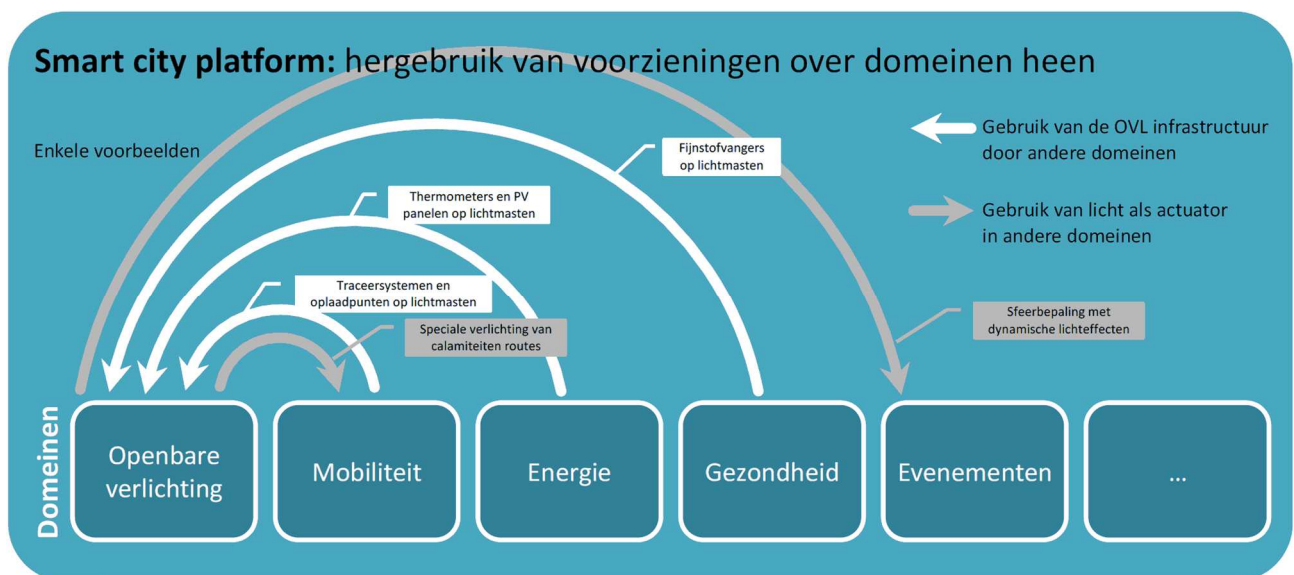 Smart city platform: hergebruik van voorzieningen over domeinen heen
Enkele voorbeelden
Gebruik van de OVL infrastructuur
door andere domeinen
Gebruik van licht als actuator
in andere domeinen
Fijnstofvangers
op lichtmasten
Thermometers en PV
panelen op lichtmasten
Traceersystemen en
oplaadpunten op lichtmasten
Speciale verlichting van
calamiteiten routes
Sfeerbepaling met
dynamische lichteffecten
Domeinen
Openbare
verlichting
Mobiliteit
Energie
Gezondheid
Evenementen
...